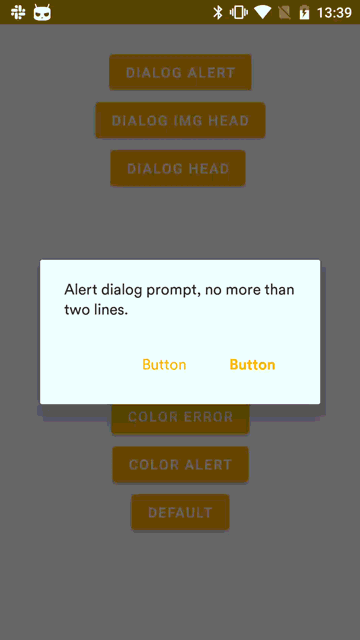 13:39
DIALOG ALERT
DIALOG IMG HEAD
DIALOG HEAD
Alert dialog prompt, no more than
two lines.
Button Button
COLOR ERROR
COLOR ALERT
DEFAULT